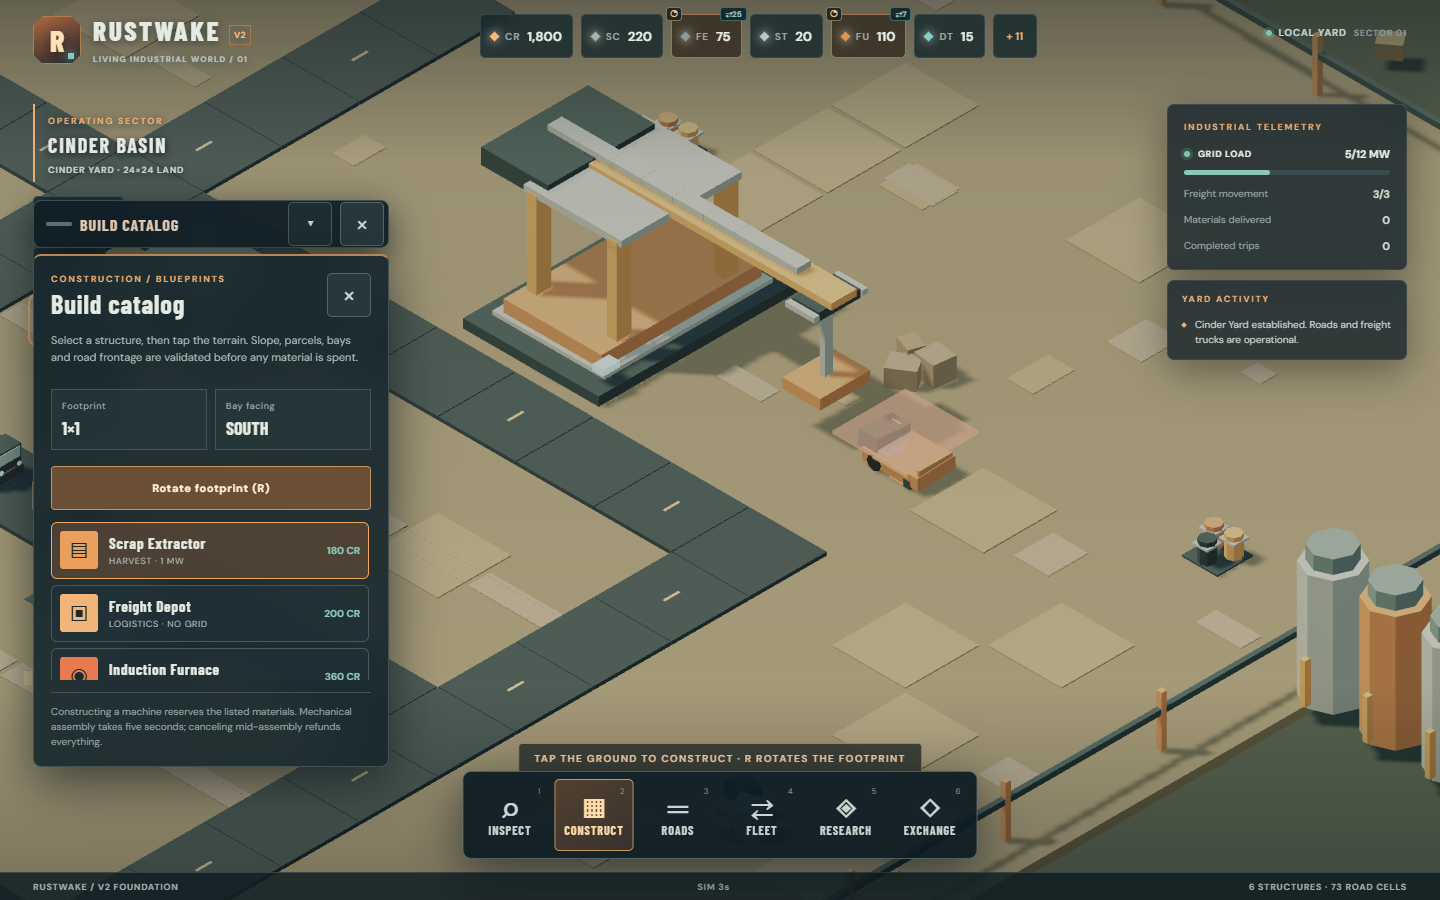 R
RUSTWAKE V2
LIVING INDUSTRIAL WORLD / 01
CR 1,800
SC 220
FE 75
⇄25
ST 20
FU 110
⇄7
DT 15
+ 11
LOCAL YARD SECTOR 01
OPERATING SECTOR
CINDER BASIN
CINDER YARD · 24×24 LAND
BUILD CATALOG
▼
×
CONSTRUCTION / BLUEPRINTS
Build catalog
×
Select a structure, then tap the terrain. Slope, parcels, bays
and road frontage are validated before any material is spent.
Footprint
1×1
Bay facing
SOUTH
Rotate footprint (R)
Scrap Extractor
HARVEST · 1 MW
180 CR
Freight Depot
LOGISTICS · NO GRID
200 CR
Induction Furnace
360 CR
Constructing a machine reserves the listed materials. Mechanical
assembly takes five seconds; canceling mid-assembly refunds
everything.
INDUSTRIAL TELEMETRY
GRID LOAD 5/12 MW
Freight movement 3/3
Materials delivered 0
Completed trips 0
YARD ACTIVITY
Cinder Yard established. Roads and freight
trucks are operational.
TAP THE GROUND TO CONSTRUCT · R ROTATES THE FOOTPRINT
1
INSPECT
2
CONSTRUCT
3
ROADS
4
FLEET
5
RESEARCH
6
EXCHANGE
RUSTWAKE / V2 FOUNDATION
SIM 3s
6 STRUCTURES · 73 ROAD CELLS